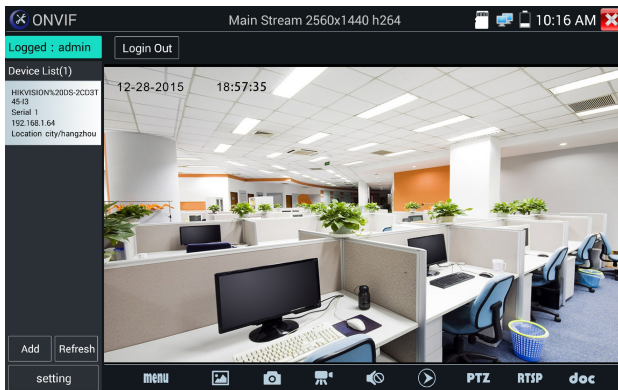 ONVIF
Main Stream 2560x1440 h264
10:16 AM
Logged : admin
Login Out
Device List(1)
HIKVISION%20DS-2CD3T
45-I3
Serial 1
192.168.1.64
Location city/hangzhou
12-28-2015 18:57:35
Add
Refresh
setting
menu
PTZ
RTSP
doc